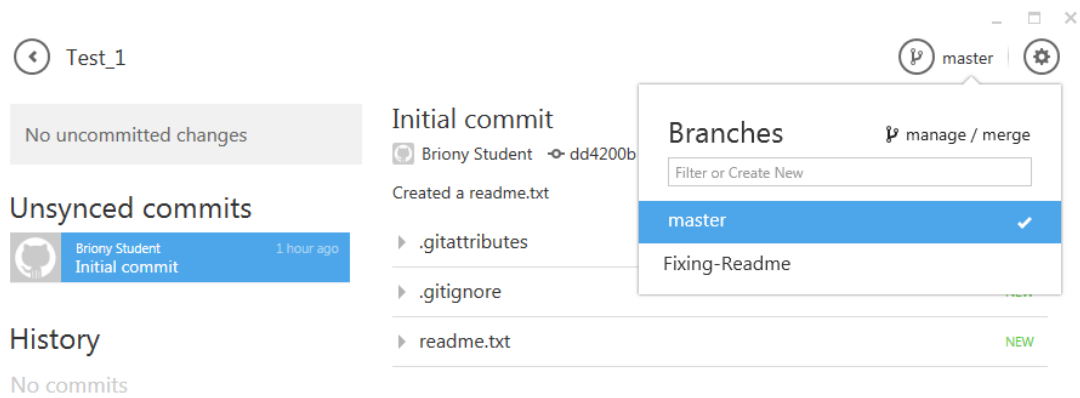 Test_1
master
No uncommitted changes
Unsynced commits
Briony Student
1 hour ago
Initial commit
History
No commits
Initial commit
Briony Student
dd4200b
Created a readme.txt
.gitattributes
.gitignore
NEW
readme.txt
NEW
Branches
manage / merge
Filter or Create New
master
Fixing-Readme